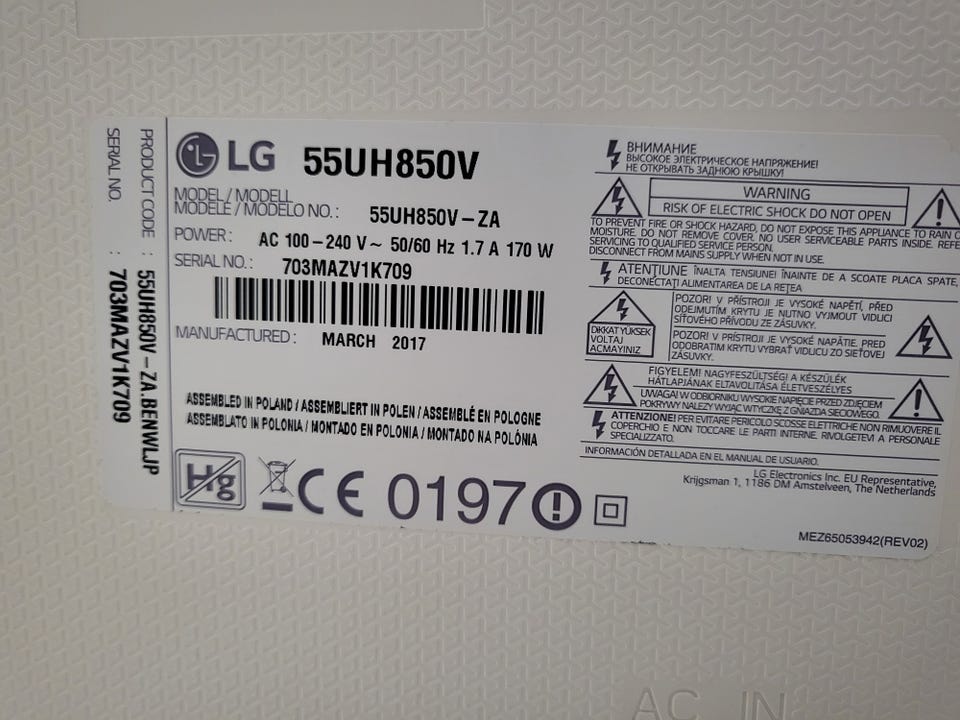 SERIAL NO. : 703MAZV1K709
PRODUCT CODE : 55UH850V-ZA.BENWLJP
LG 55UH850V
MODEL / MODELL
MODÈLE / MODELO NO. : 55UH850V-ZA
POWER : AC 100-240 V~ 50/60 Hz 1.7 A 170 W
SERIAL NO. : 703MAZV1K709
MANUFACTURED : MARCH 2017
ASSEMBLED IN POLAND / ASSEMBLIERT IN POLEN / ASSEMBLÉ EN POLOGNE
ASSEMBLATO IN POLONIA / MONTADO EN POLONIA / MONTADO NA POLÓNIA
Hg CE 0197
ВНИМАНИЕ
ВЫСОКОЕ ЭЛЕКТРИЧЕСКОЕ НАПРЯЖЕНИЕ!
НЕ ОТКРЫВАТЬ ЗАДНЮЮ КРЫШКУ!
WARNING
RISK OF ELECTRIC SHOCK DO NOT OPEN
TO PREVENT FIRE OR SHOCK HAZARD, DO NOT EXPOSE THIS APPLIANCE TO RAIN O
MOISTURE. DO NOT REMOVE COVER. NO USER SERVICEABLE PARTS INSIDE. REFE
SERVICING TO QUALIFIED SERVICE PERSON.
DISCONNECT FROM MAINS SUPPLY WHEN NOT IN USE.
ATENŢIUNE ÎNALTA TENSIUNE! ÎNAINTE DE A SCOATE PLACA SPATE,
DECONECTAŢI ALIMENTAREA DE LA REŢEA
DIKKAT YÜKSEK
VOLTAJ
AÇMAYINIZ
POZOR! V PŘÍSTROJI JE VYSOKÉ NAPĚTÍ, PŘED
ODEJMUTÍM KRYTU JE NUTNO VYJMOUT VIDLICI
SÍŤOVÉHO PŘÍVODU ZE ZÁSUVKY.
POZOR! V PRÍSTROJI JE VYSOKÉ NAPÄTIE, PRED
ODOBRATIM KRYTU VYBRAŤ VIDLICU ZO SIEŤOVEJ
ZÁSUVKY.
FIGYELEM! NAGYFESZÜLTSÉG! A KÉSZÜLÉK
HÁTLAPJÁNAK ELTÁVOLÍTÁSA ÉLETVESZÉLYES
UWAGA! W ODBIORNIKU WYSOKIE NAPIĘCIE PRZED ZDJĘCIEM
POKRYWY NALEŻY WYJĄĆ WTYCZKĘ Z GNIAZDA SIECIOWEGO.
ATTENZIONE! PER EVITARE PERICOLO SCOSSE ELETTRICHE NON RIMUOVERE IL
COPERCHIO E NON TOCCARE LE PARTI INTERNE. RIVOLGETEVI A PERSONALE
SPECIALIZZATO.
INFORMACIÓN DETALLADA EN EL MANUAL DE USUARIO.
LG Electronics Inc. EU Representative,
Krijgsman 1, 1186 DM Amstelveen, The Netherlands
MEZ65053942(REV02)
AC IN